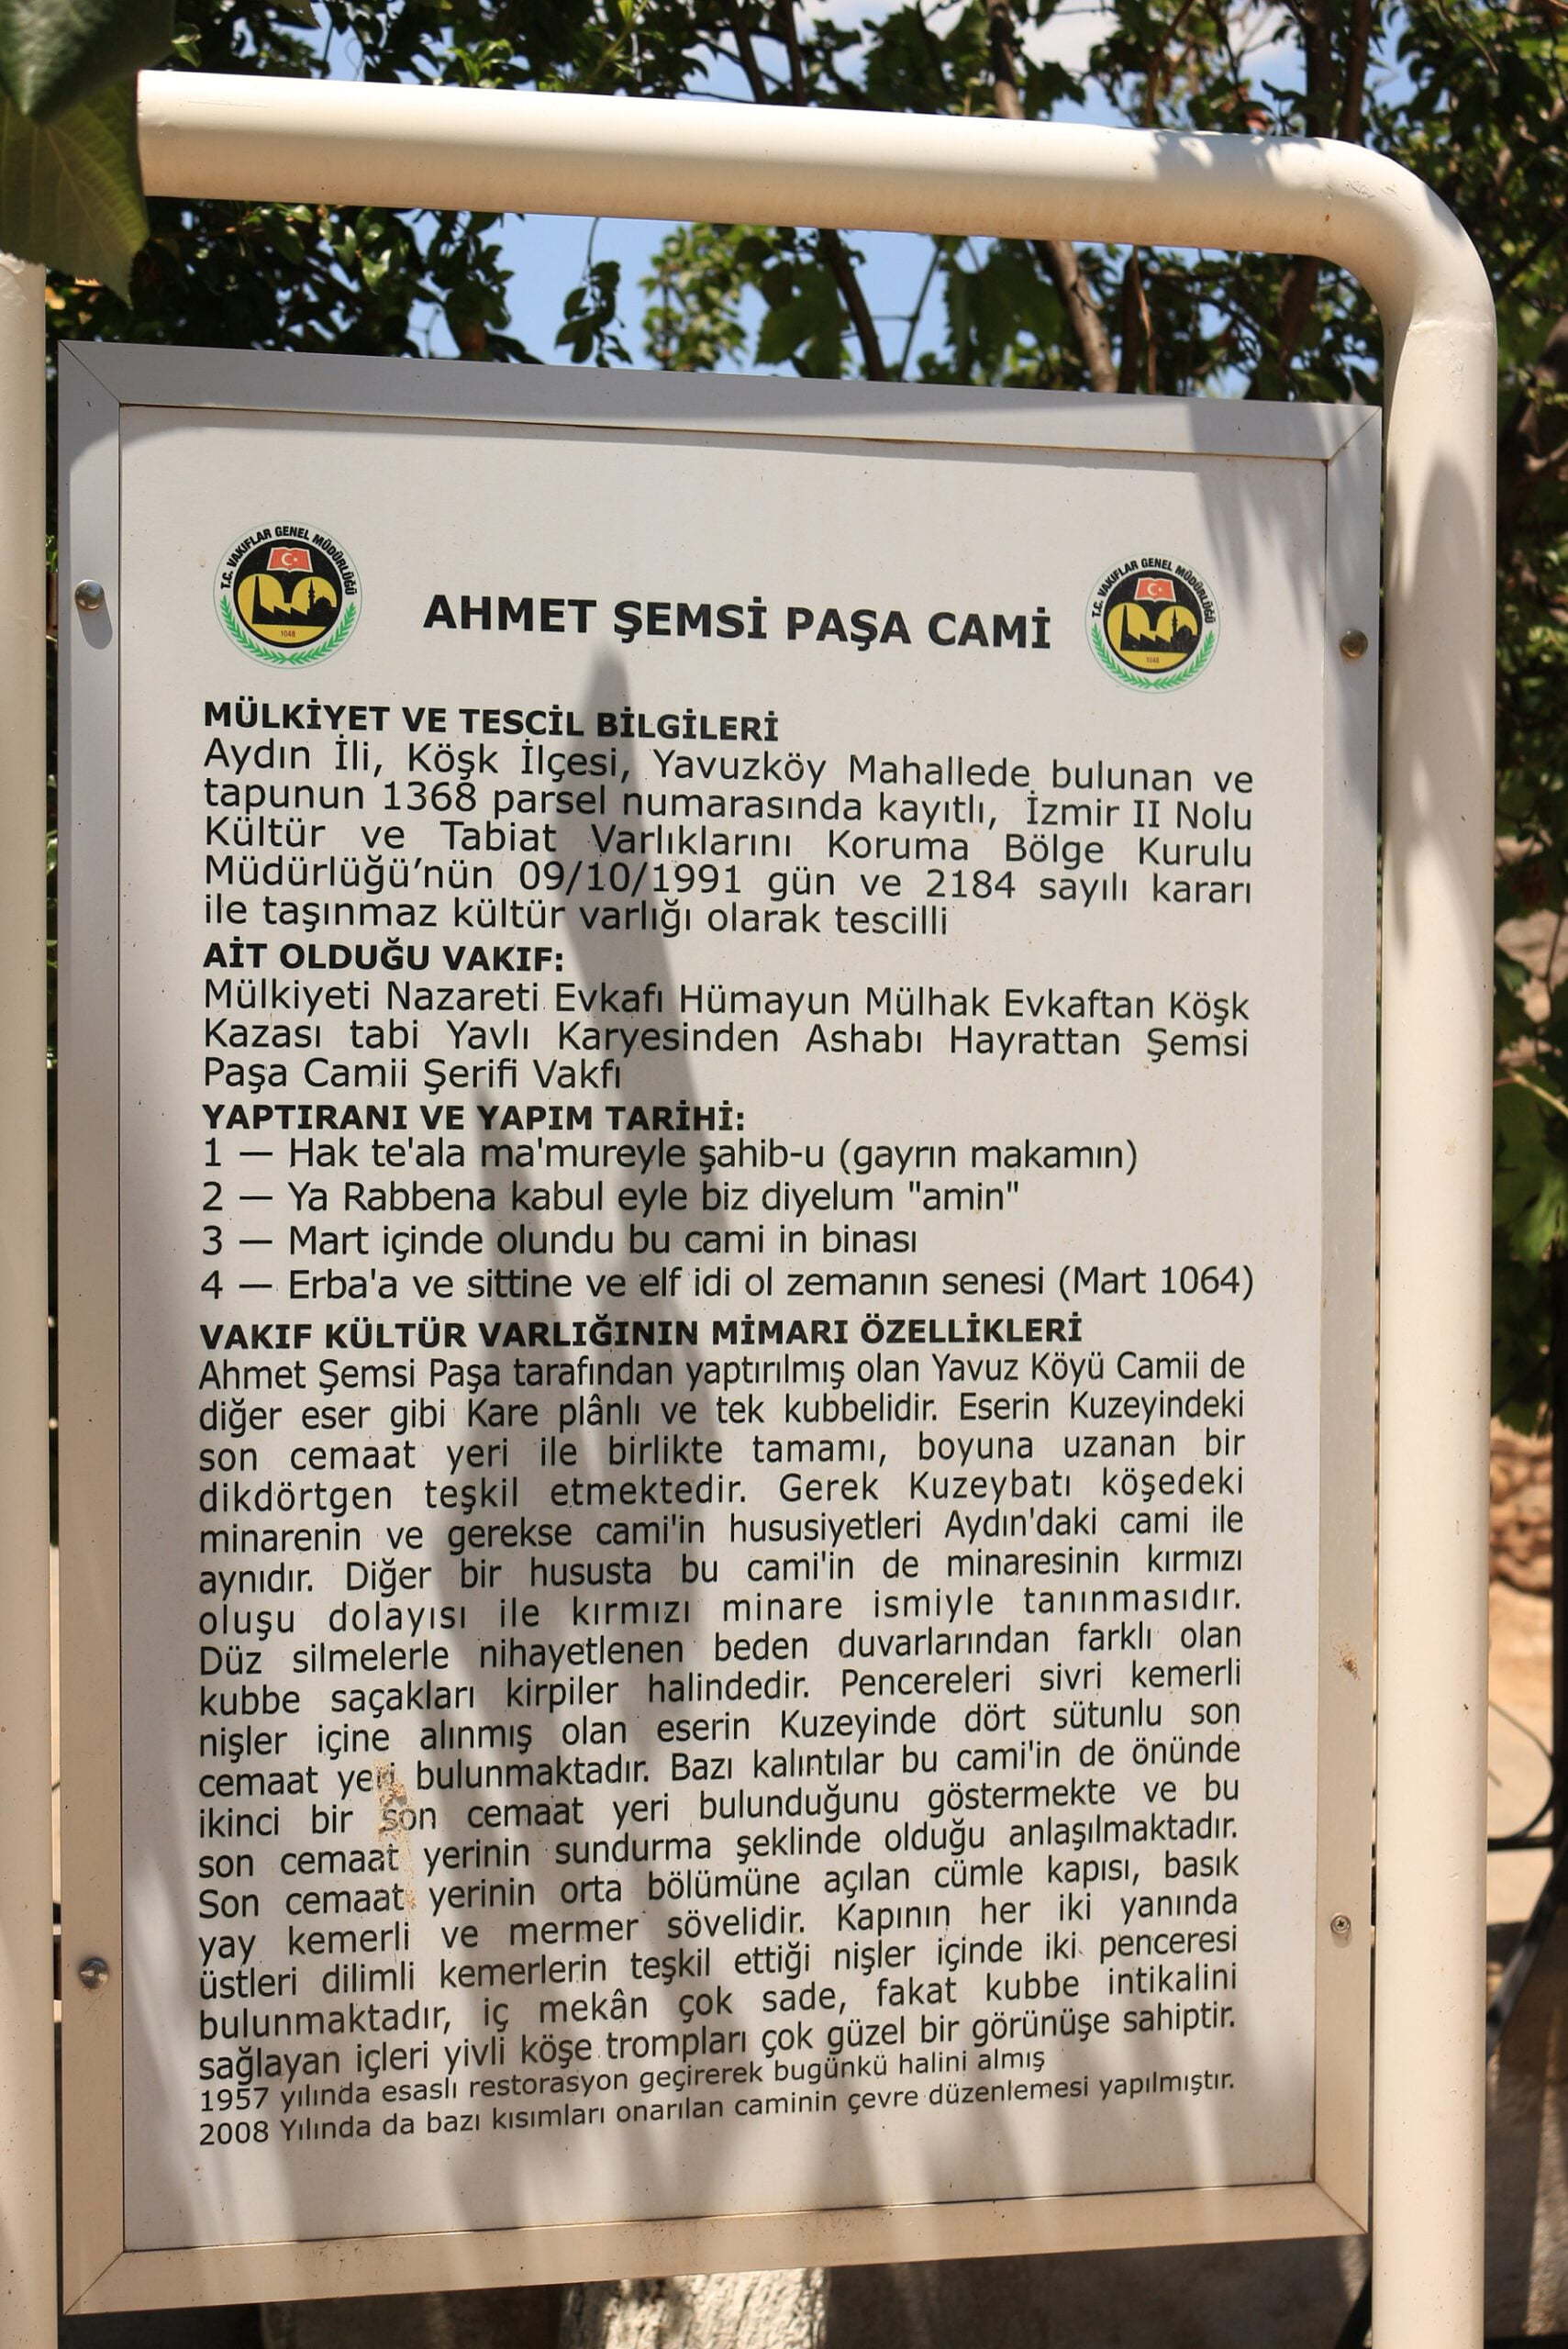 T.C. VAKIFLAR GENEL MÜDÜRLÜĞÜ
1048
AHMET ŞEMSİ PAŞA CAMİ
T.C. VAKIFLAR GENEL MÜDÜRLÜĞÜ
1048
MÜLKİYET VE TESCİL BİLGİLERİ
Aydın İli, Köşk İlçesi, Yavuzköy Mahallede bulunan ve
tapunun 1368 parsel numarasında kayıtlı, İzmir II Nolu
Kültür ve Tabiat Varlıklarını Koruma Bölge Kurulu
Müdürlüğü’nün 09/10/1991 gün ve 2184 sayılı kararı
ile taşınmaz kültür varlığı olarak tescilli
AİT OLDUĞU VAKIF:
Mülkiyeti Nazareti Evkafı Hümayun Mülhak Evkaftan Köşk
Kazası tabi Yavlı Karyesinden Ashabı Hayrattan Şemsi
Paşa Camii Şerifi Vakfı
YAPTIRANI VE YAPIM TARİHİ:
1 — Hak te'ala ma'mureyle şahib-u (gayrın makamın)
2 — Ya Rabbena kabul eyle biz diyelum "amin"
3 — Mart içinde olundu bu cami in binası
4 — Erba'a ve sittine ve elf idi ol zemanın senesi (Mart 1064)
VAKIF KÜLTÜR VARLIĞININ MİMARI ÖZELLİKLERİ
Ahmet Şemsi Paşa tarafından yaptırılmış olan Yavuz Köyü Camii de
diğer eser gibi Kare plânlı ve tek kubbelidir. Eserin Kuzeyindeki
son cemaat yeri ile birlikte tamamı, boyuna uzanan bir
dikdörtgen teşkil etmektedir. Gerek Kuzeybatı köşedeki
minarenin ve gerekse cami'in hususiyetleri Aydın'daki cami ile
aynıdır. Diğer bir hususta bu cami'in de minaresinin kırmızı
oluşu dolayısı ile kırmızı minare ismiyle tanınmasıdır.
Düz silmelerle nihayetlenen beden duvarlarından farklı olan
kubbe saçakları kirpiler halindedir. Pencereleri sivri kemerli
nişler içine alınmış olan eserin Kuzeyinde dört sütunlu son
cemaat yeri bulunmaktadır. Bazı kalıntılar bu cami'in de önünde
ikinci bir son cemaat yeri bulunduğunu göstermekte ve bu
son cemaat yerinin sundurma şeklinde olduğu anlaşılmaktadır.
Son cemaat yerinin orta bölümüne açılan cümle kapısı, basık
yay kemerli ve mermer sövelidir. Kapının her iki yanında
üstleri dilimli kemerlerin teşkil ettiği nişler içinde iki penceresi
bulunmaktadır, iç mekân çok sade, fakat kubbe intikalini
sağlayan içleri yivli köşe trompları çok güzel bir görünüşe sahiptir.
1957 yılında esaslı restorasyon geçirerek bugünkü halini almış
2008 Yılında da bazı kısımları onarılan caminin çevre düzenlemesi yapılmıştır.